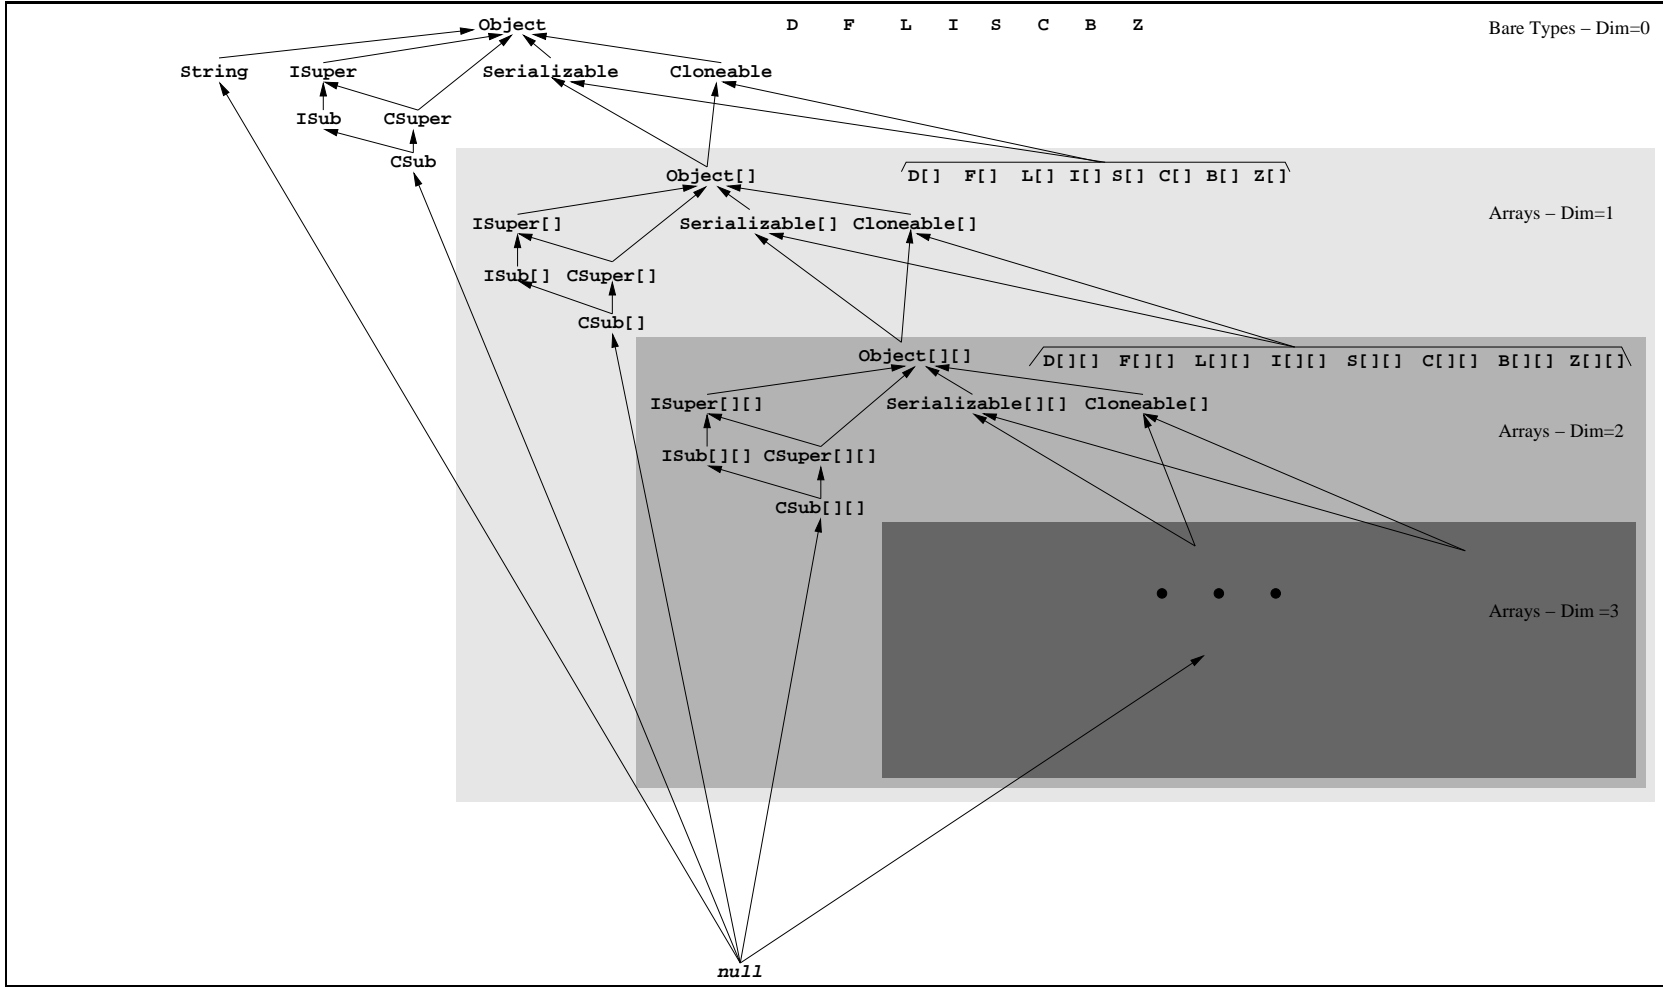 Object D F L I S C B Z Bare Types – Dim=0
String ISuper Serializable Cloneable
ISub CSuper
CSub
Object[] D[] F[] L[] I[] S[] C[] B[] Z[]
ISuper[] Serializable[] Cloneable[] Arrays – Dim=1
ISub[] CSuper[]
CSub[]
Object[][] D[][] F[][] L[][] I[][] S[][] C[][] B[][] Z[][]
ISuper[][] Serializable[][] Cloneable[]
Arrays – Dim=2
ISub[][] CSuper[][]
CSub[][]
• • •
Arrays – Dim =3
null